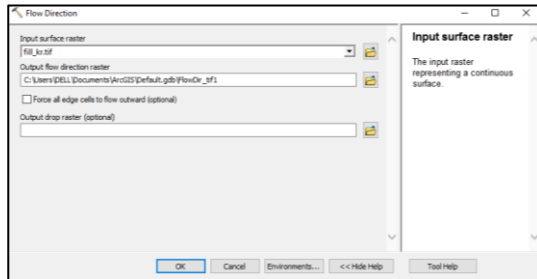 Flow Direction
Input surface raster
fill_kr.tif
Output flow direction raster
C:\Users\DELL\Documents\ArcGIS\Default.gdb\FlowDir_tif1
Force all edge cells to flow outward (optional)
Output drop raster (optional)
OK
Cancel
Environments...
<< Hide Help
Input surface raster
The input raster
representing a continuous
surface.
Tool Help